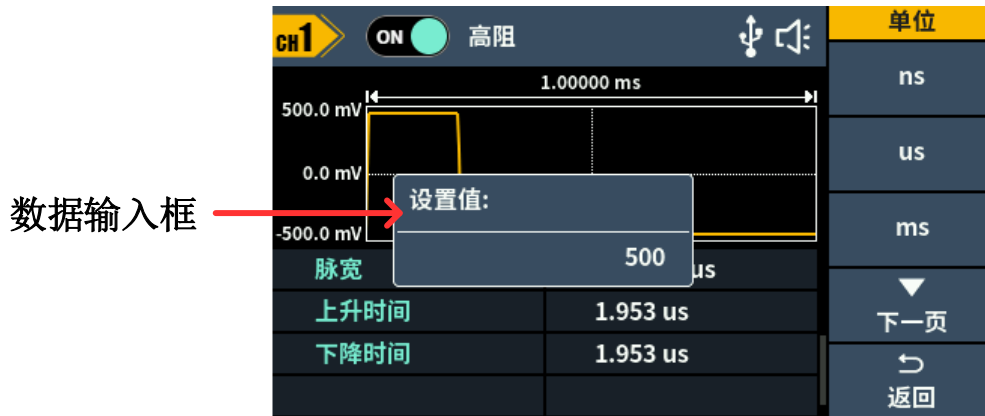 CH1 ON 高阻
单位
1.00000 ms
500.0 mV
0.0 mV
-500.0 mV
数据输入框
设置值:
500
脉宽 us
上升时间 1.953 us
下降时间 1.953 us
ns
us
ms
下一页
返回